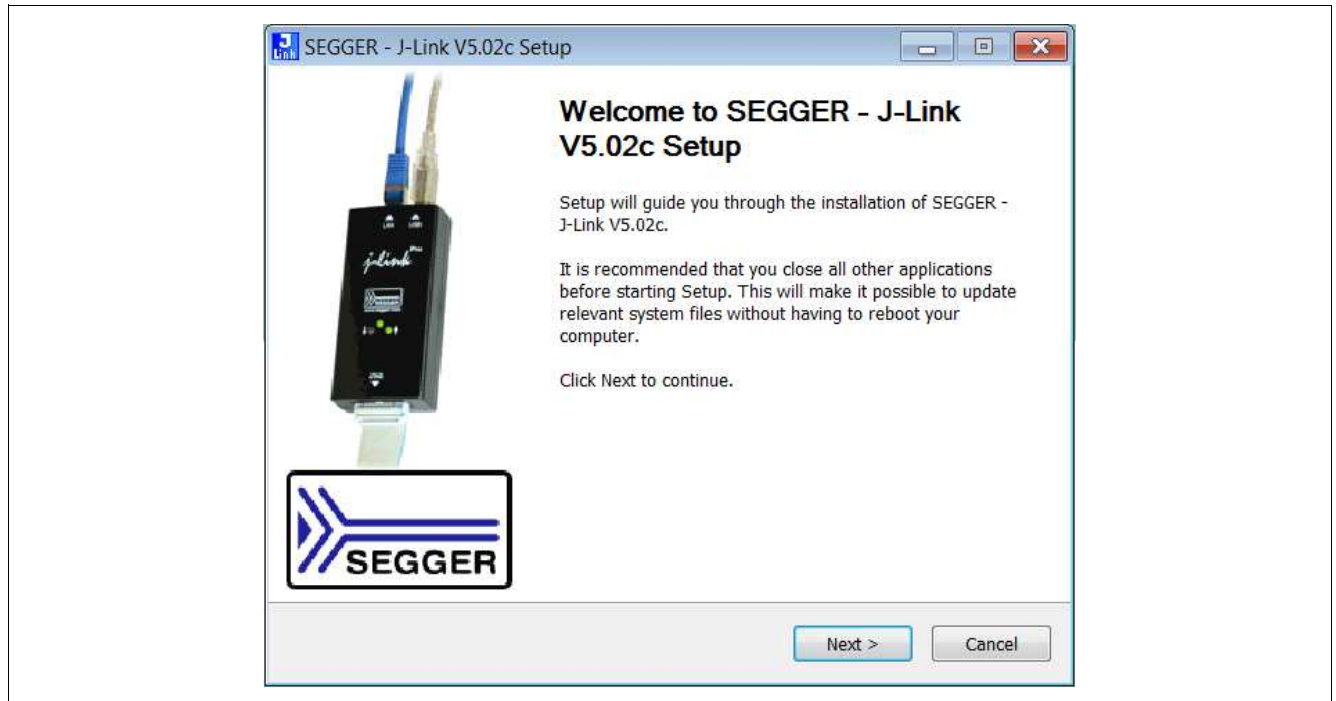 SEGGER - J-Link V5.02c Setup
Welcome to SEGGER - J-Link
V5.02c Setup
Setup will guide you through the installation of SEGGER -
J-Link V5.02c.
It is recommended that you close all other applications
before starting Setup. This will make it possible to update
relevant system files without having to reboot your
computer.
Click Next to continue.
J-Link
SEGGER
Next >
Cancel